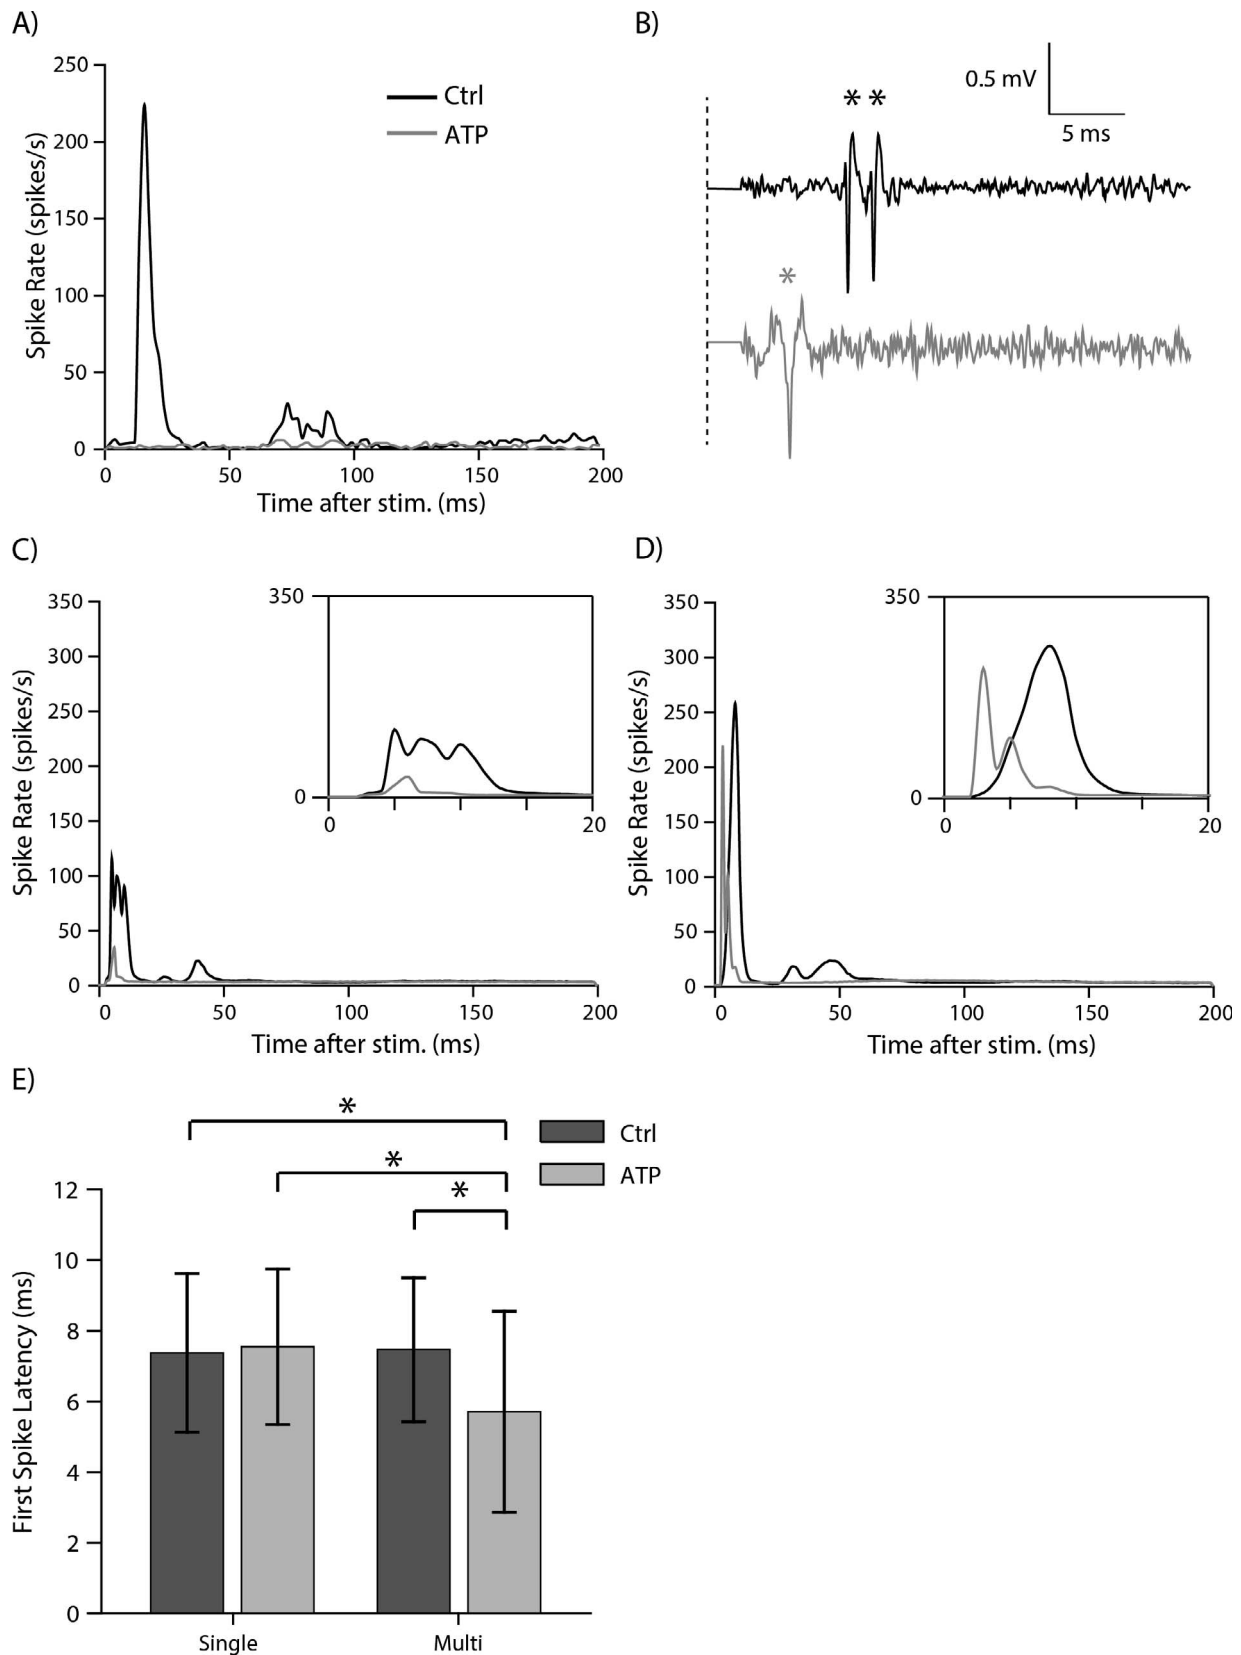 A)
250
200
150
100
50
0
Spike Rate (spikes/s)
Ctrl
ATP
0 50 100 150 200
Time after stim. (ms)
B)
0.5 mV
5 ms
* *
*
C)
350
300
250
200
150
100
50
0
Spike Rate (spikes/s)
350
0
0 20
0 50 100 150 200
Time after stim. (ms)
D)
350
300
250
200
150
100
50
0
Spike Rate (spikes/s)
350
0
0 20
0 50 100 150 200
Time after stim. (ms)
E)
*
*
*
Ctrl
ATP
12
10
8
6
4
2
0
First Spike Latency (ms)
Single Multi